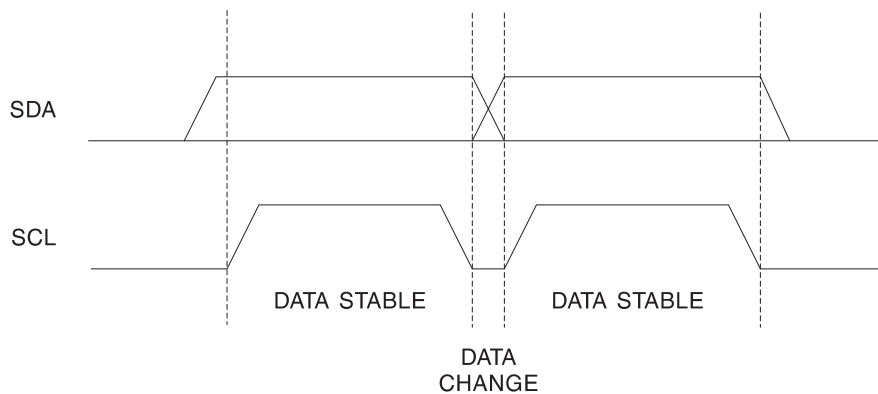 SDA
SCL
DATA STABLE
DATA STABLE
DATA
CHANGE